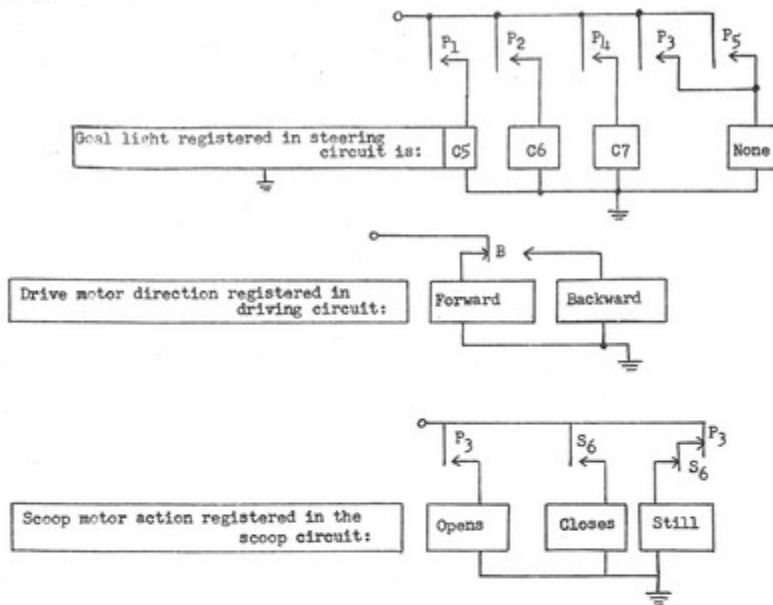 P1 P2 P4 P3 P5
Goal light registered in steering
circuit is: C5 C6 C7 None
B
Drive motor direction registered in
driving circuit: Forward Backward
P3 S6 P3
S6
Scoop motor action registered in the
scoop circuit: Opens Closes Still